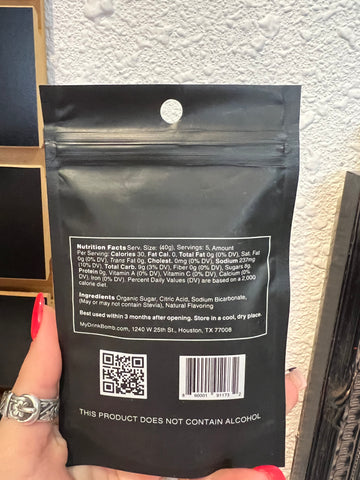 Nutrition Facts Serv. Size: (40g), Servings: 5, Amount
Per Serving: Calories 30, Fat Cal. 0, Total Fat 0g (0% DV), Sat. Fat
0g (0% DV), Trans Fat 0g, Cholest. 0mg (0% DV), Sodium 237mg
(10% DV), Total Carb. 9g (3% DV), Fiber 0g (0% DV), Sugars 8g,
Protein 0g, Vitamin A (0% DV), Vitamin C (0% DV), Calcium (0%
DV), Iron (0% DV). Percent Daily Values (DV) are based on a 2,000
calorie diet.
Ingredients Organic Sugar, Citric Acid, Sodium Bicarbonate,
(May or may not contain Stevia), Natural Flavoring
Best used within 3 months after opening. Store in a cool, dry place.
MyDrinkBomb.com, 1240 W 25th St., Houston, TX 77008
8 60001 91173 2
THIS PRODUCT DOES NOT CONTAIN ALCOHOL